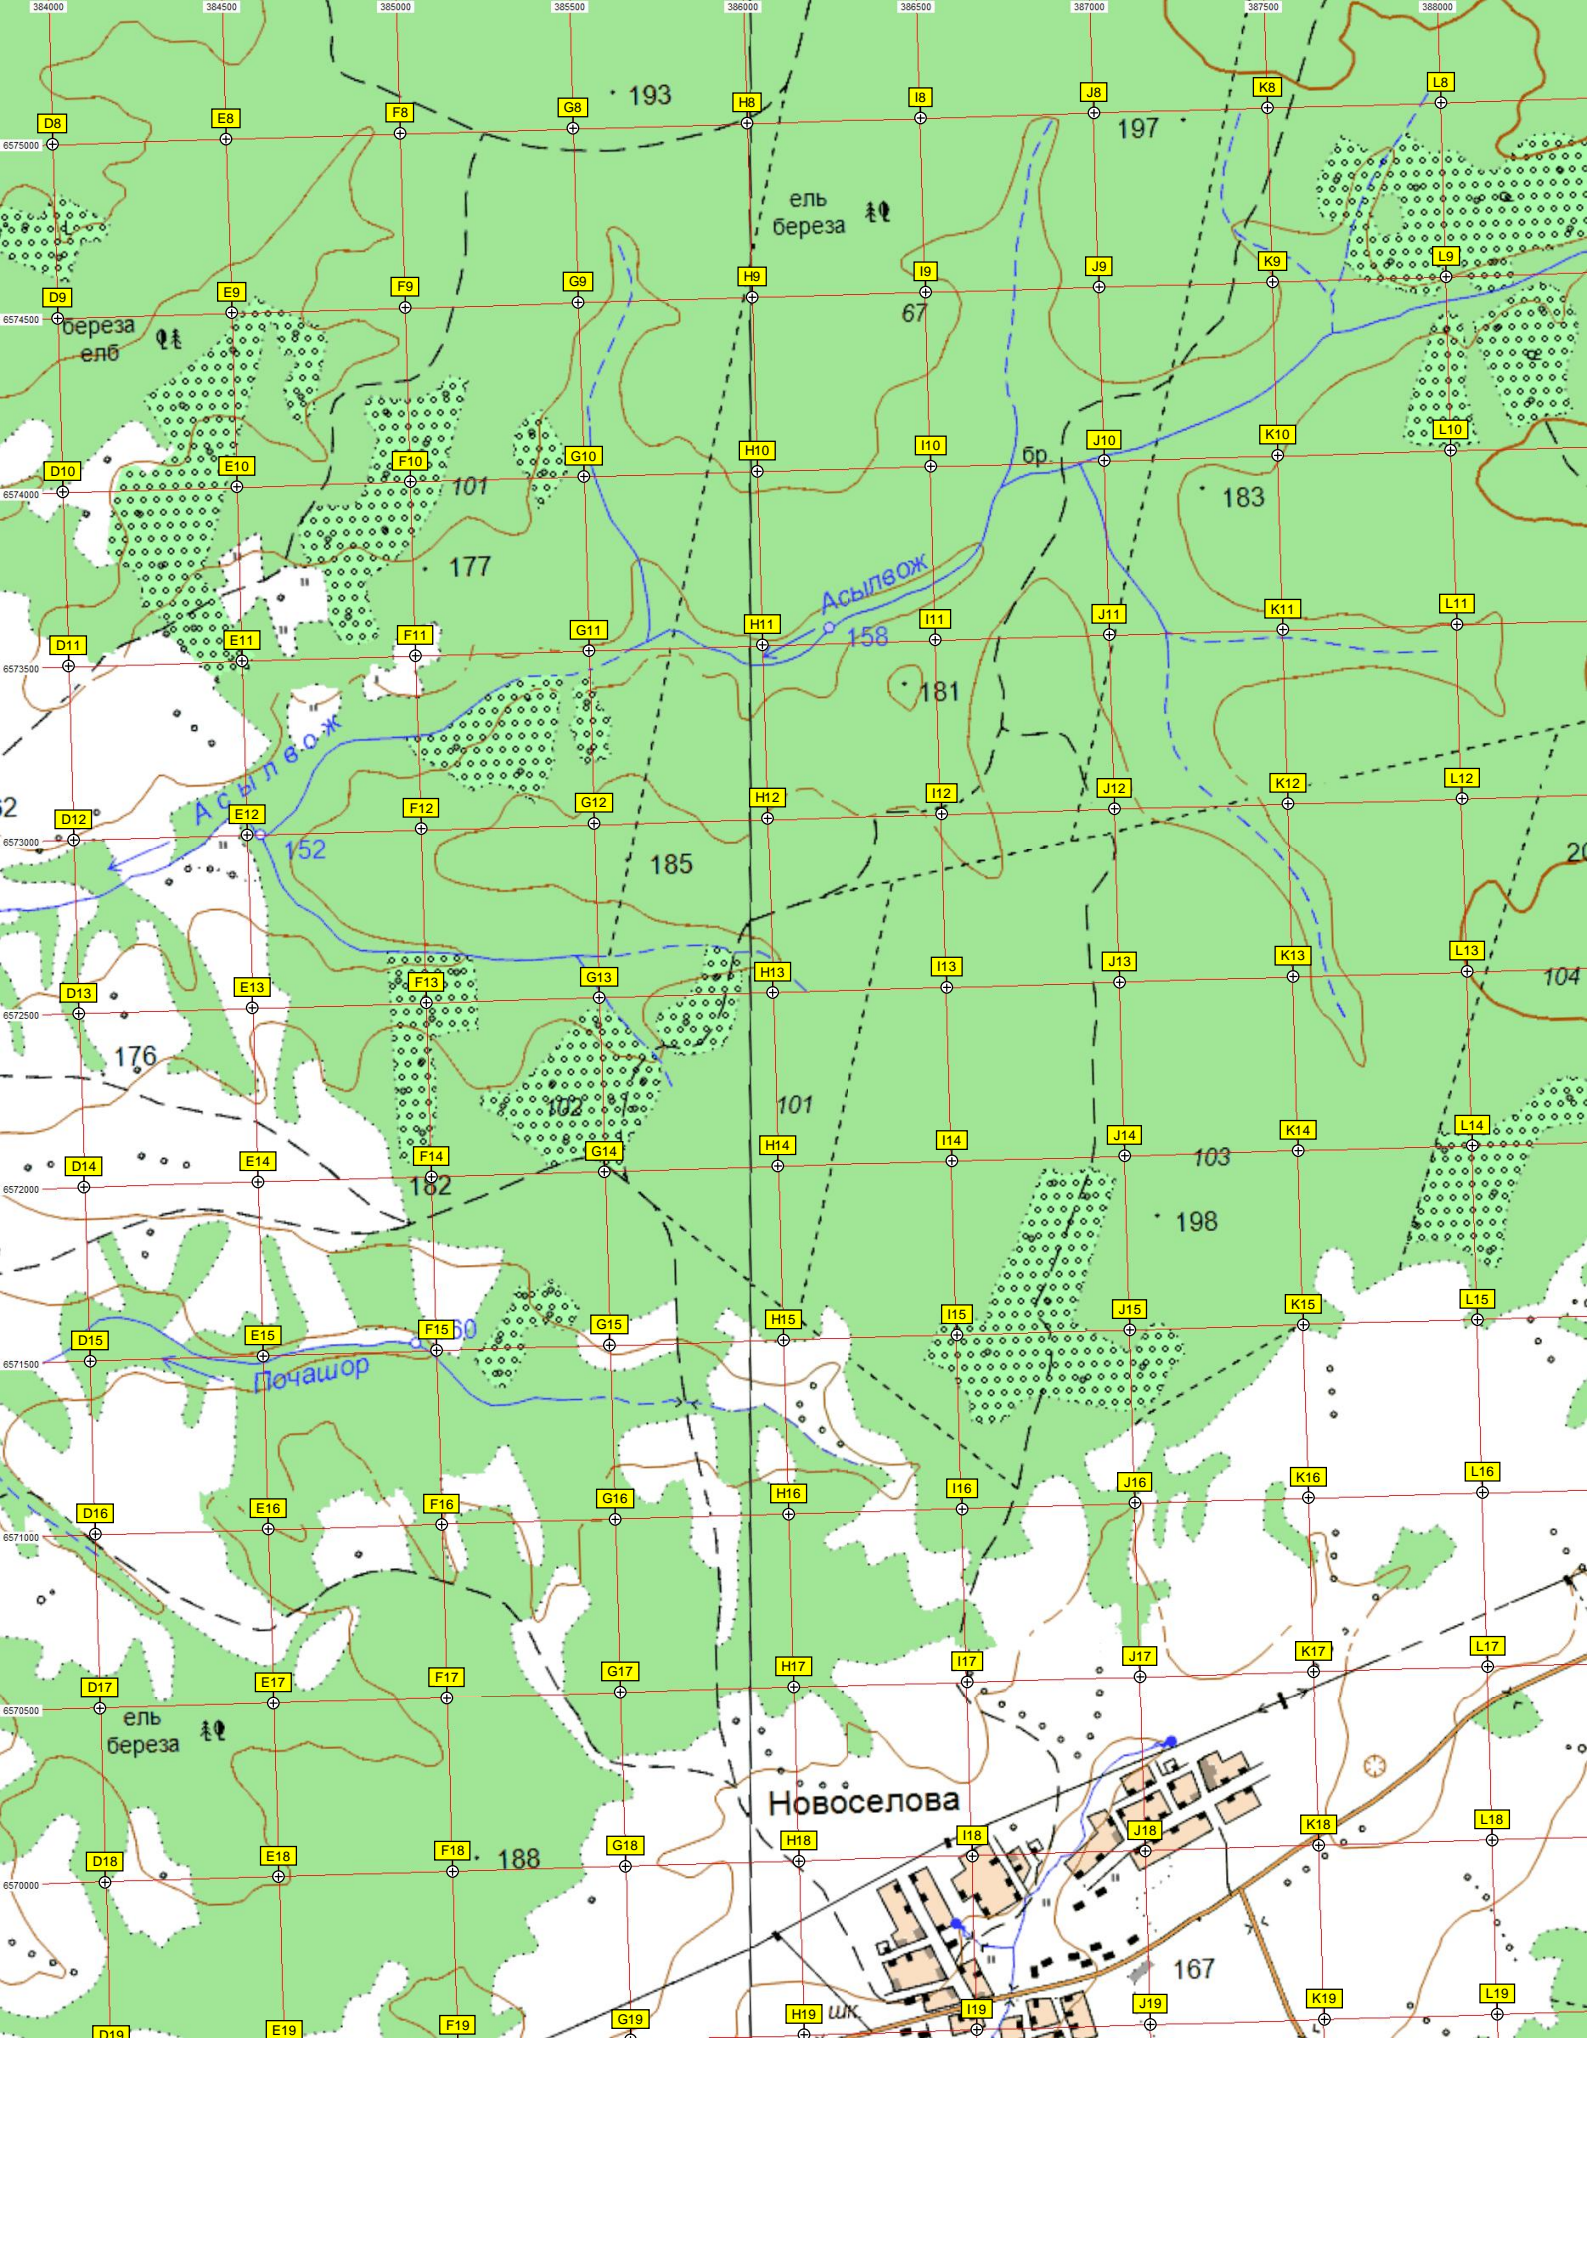 384000 384500 385000 385500 386000 386500 387000 387500 388000
193
D8 E8 F8 G8 H8 I8 J8 K8 L8
197
6575000
ель
береза
D9 E9 F9 G9 H9 I9 J9 K9 L9
67
6574500
береза
елб
бр.
D10 E10 F10 G10 H10 I10 J10 K10 L10
6574000
101
183
177
Асылвож
158
D11 E11 F11 G11 H11 I11 J11 K11 L11
6573500
181
Асылвож
D12 E12 F12 G12 H12 I12 J12 K12 L12
6573000
152
185
D13 E13 F13 G13 H13 I13 J13 K13 L13
104
6572500
176
102
101
D14 E14 F14 G14 H14 I14 J14 K14 L14
103
6572000
182
198
D15 E15 F15 G15 H15 I15 J15 K15 L15
6571500
Почашор
D16 E16 F16 G16 H16 I16 J16 K16 L16
6571000
D17 E17 F17 G17 H17 I17 J17 K17 L17
6570500
ель
береза
Новоселова
D18 E18 F18 G18 H18 I18 J18 K18 L18
6570000
188
167
D19 E19 F19 G19 H19 I19 J19 K19 L19
шк.